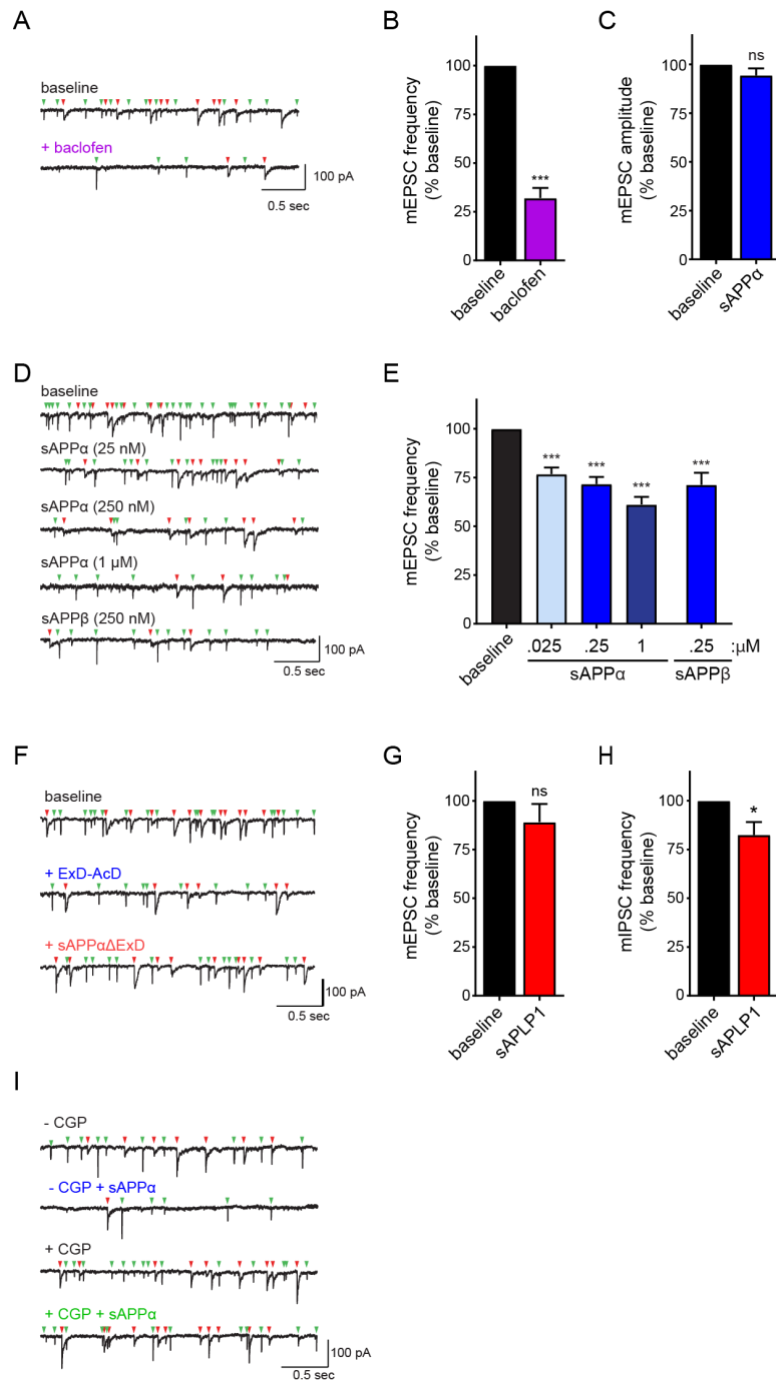 A
baseline
+ baclofen
100 pA
0.5 sec
B
mEPSC frequency
(% baseline)
100
75
50
25
0
***
baseline
baclofen
C
mEPSC amplitude
(% baseline)
100
75
50
25
0
ns
baseline
sAPPα
D
baseline
sAPPα (25 nM)
sAPPα (250 nM)
sAPPα (1 μM)
sAPPβ (250 nM)
100 pA
0.5 sec
E
mEPSC frequency
(% baseline)
100
75
50
25
0
***
***
***
***
baseline
.025
.25
1
.25
:μM
sAPPα
sAPPβ
F
baseline
+ ExD-AcD
+ sAPPαΔExD
100 pA
0.5 sec
G
mEPSC frequency
(% baseline)
100
75
50
25
0
ns
baseline
sAPLP1
H
mIPSC frequency
(% baseline)
100
75
50
25
0
*
baseline
sAPLP1
I
- CGP
- CGP + sAPPα
+ CGP
+ CGP + sAPPα
100 pA
0.5 sec